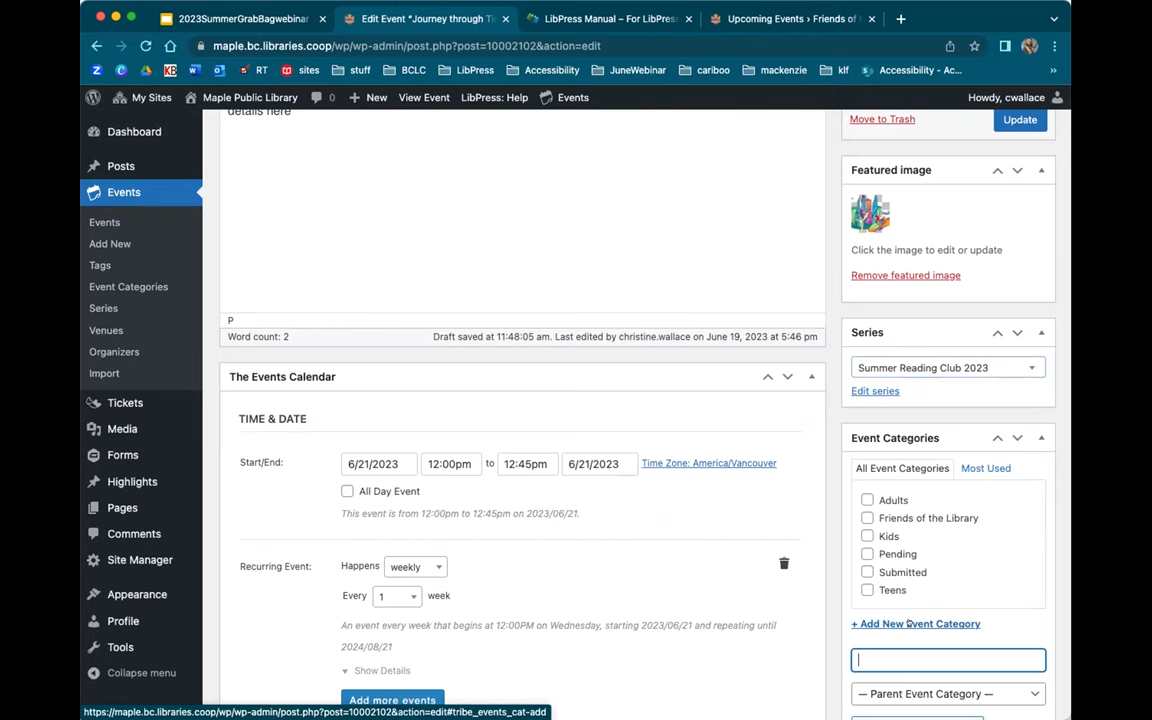 2023SummerGrabBagwebinar
Edit Event “Journey through Ti
LibPress Manual – For LibPress
Upcoming Events › Friends of t
maple.bc.libraries.coop/wp/wp-admin/post.php?post=10002102&action=edit
RT
sites
stuff
BCLC
LibPress
Accessibility
JuneWebinar
cariboo
mackenzie
klf
Accessibility - Ac...
My Sites
Maple Public Library
0
New
View Event
LibPress: Help
Events
Howdy, cwallace
Dashboard
Posts
Events
Events
Add New
Tags
Event Categories
Series
Venues
Organizers
Import
Tickets
Media
Forms
Highlights
Pages
Comments
Site Manager
Appearance
Profile
Tools
Collapse menu
details here
P
Word count: 2
Draft saved at 11:48:05 am. Last edited by christine.wallace on June 19, 2023 at 5:46 pm
The Events Calendar
TIME & DATE
Start/End:
6/21/2023
12:00pm
to
12:45pm
6/21/2023
Time Zone: America/Vancouver
All Day Event
This event is from 12:00pm to 12:45pm on 2023/06/21.
Recurring Event:
Happens
weekly
Every
1
week
An event every week that begins at 12:00PM on Wednesday, starting 2023/06/21 and repeating until
2024/08/21
Show Details
Add more events
Move to Trash
Update
Featured image
Click the image to edit or update
Remove featured image
Series
Summer Reading Club 2023
Edit series
Event Categories
All Event Categories
Most Used
Adults
Friends of the Library
Kids
Pending
Submitted
Teens
+ Add New Event Category
— Parent Event Category —
https://maple.bc.libraries.coop/wp/wp-admin/post.php?post=10002102&action=edit#tribe_events_cat-add